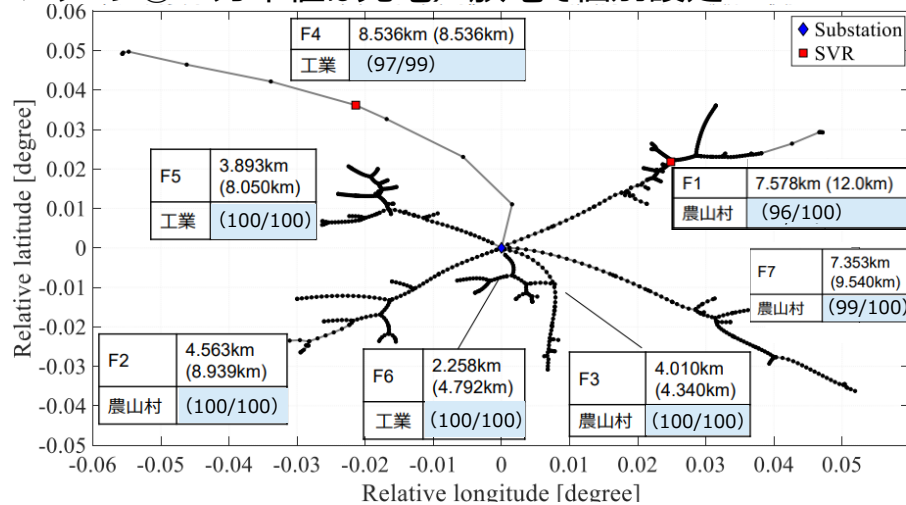 Substation
SVR
F4 8.536km (8.536km)
工業 (97/99)
F5 3.893km
(8.050km)
工業 (100/100)
F1 7.578km (12.0km)
農山村 (96/100)
F7 7.353km
(9.540km)
農山村 (99/100)
F2 4.563km
(8.939km)
農山村 (100/100)
F6 2.258km
(4.792km)
工業 (100/100)
F3 4.010km
(4.340km)
農山村 (100/100)
Relative latitude [degree]
0.06
0.05
0.04
0.03
0.02
0.01
0
-0.01
-0.02
-0.03
-0.04
0.05
-0.06 -0.05 -0.04 -0.03 -0.02 -0.01 0 0.01 0.02 0.03 0.04 0.05
Relative longitude [degree]